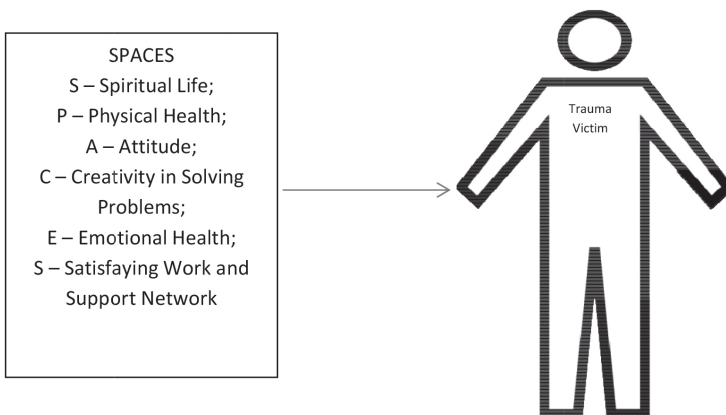 SPACES
S – Spiritual Life;
P – Physical Health;
A – Attitude;
C – Creativity in Solving
Problems;
E – Emotional Health;
S – Satisfaying Work and
Support Network
Trauma
Victim